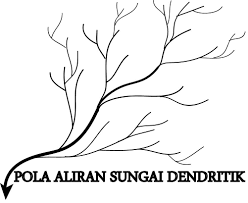 POLA ALIRAN SUNGAI DENDRITIK